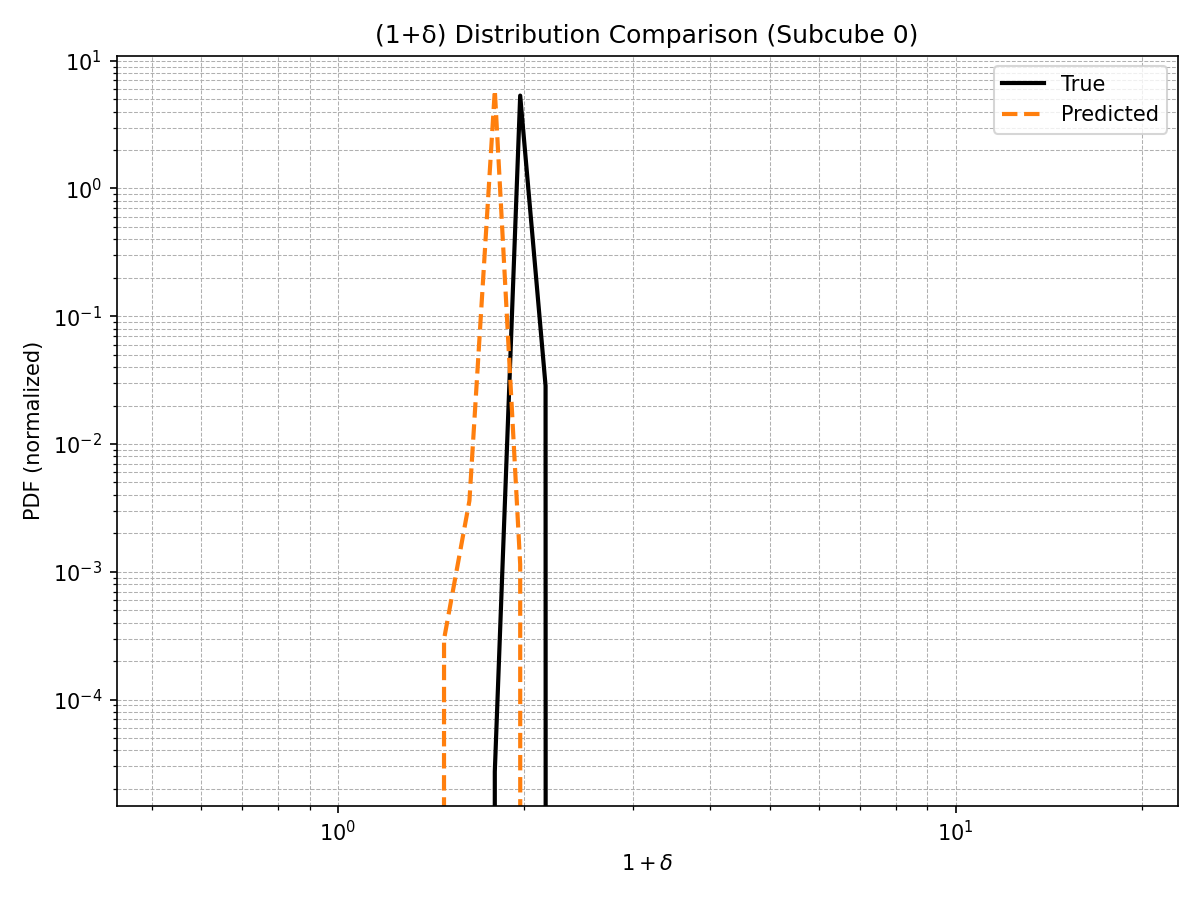 (1+δ) Distribution Comparison (Subcube 0)
True
Predicted
PDF (normalized)
10¹
10⁰
10⁻¹
10⁻²
10⁻³
10⁻⁴
10⁰ 10¹
1 + δ